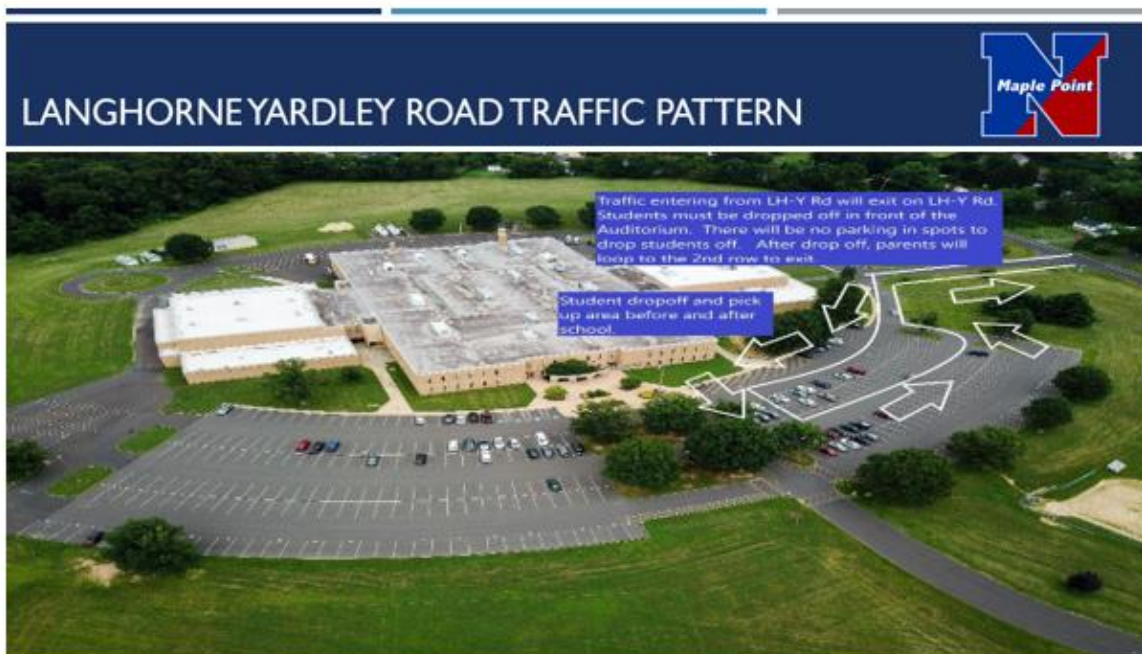 LANGHORNE YARDLEY ROAD TRAFFIC PATTERN
Maple Point
Traffic entering from LH-Y Rd will exit on LH-Y Rd.
Students must be dropped off in front of the
Auditorium. There will be no parking in spots to
drop students off. After drop off, parents will
loop to the 2nd row to exit.
Student dropoff and pick
up area before and after
school.